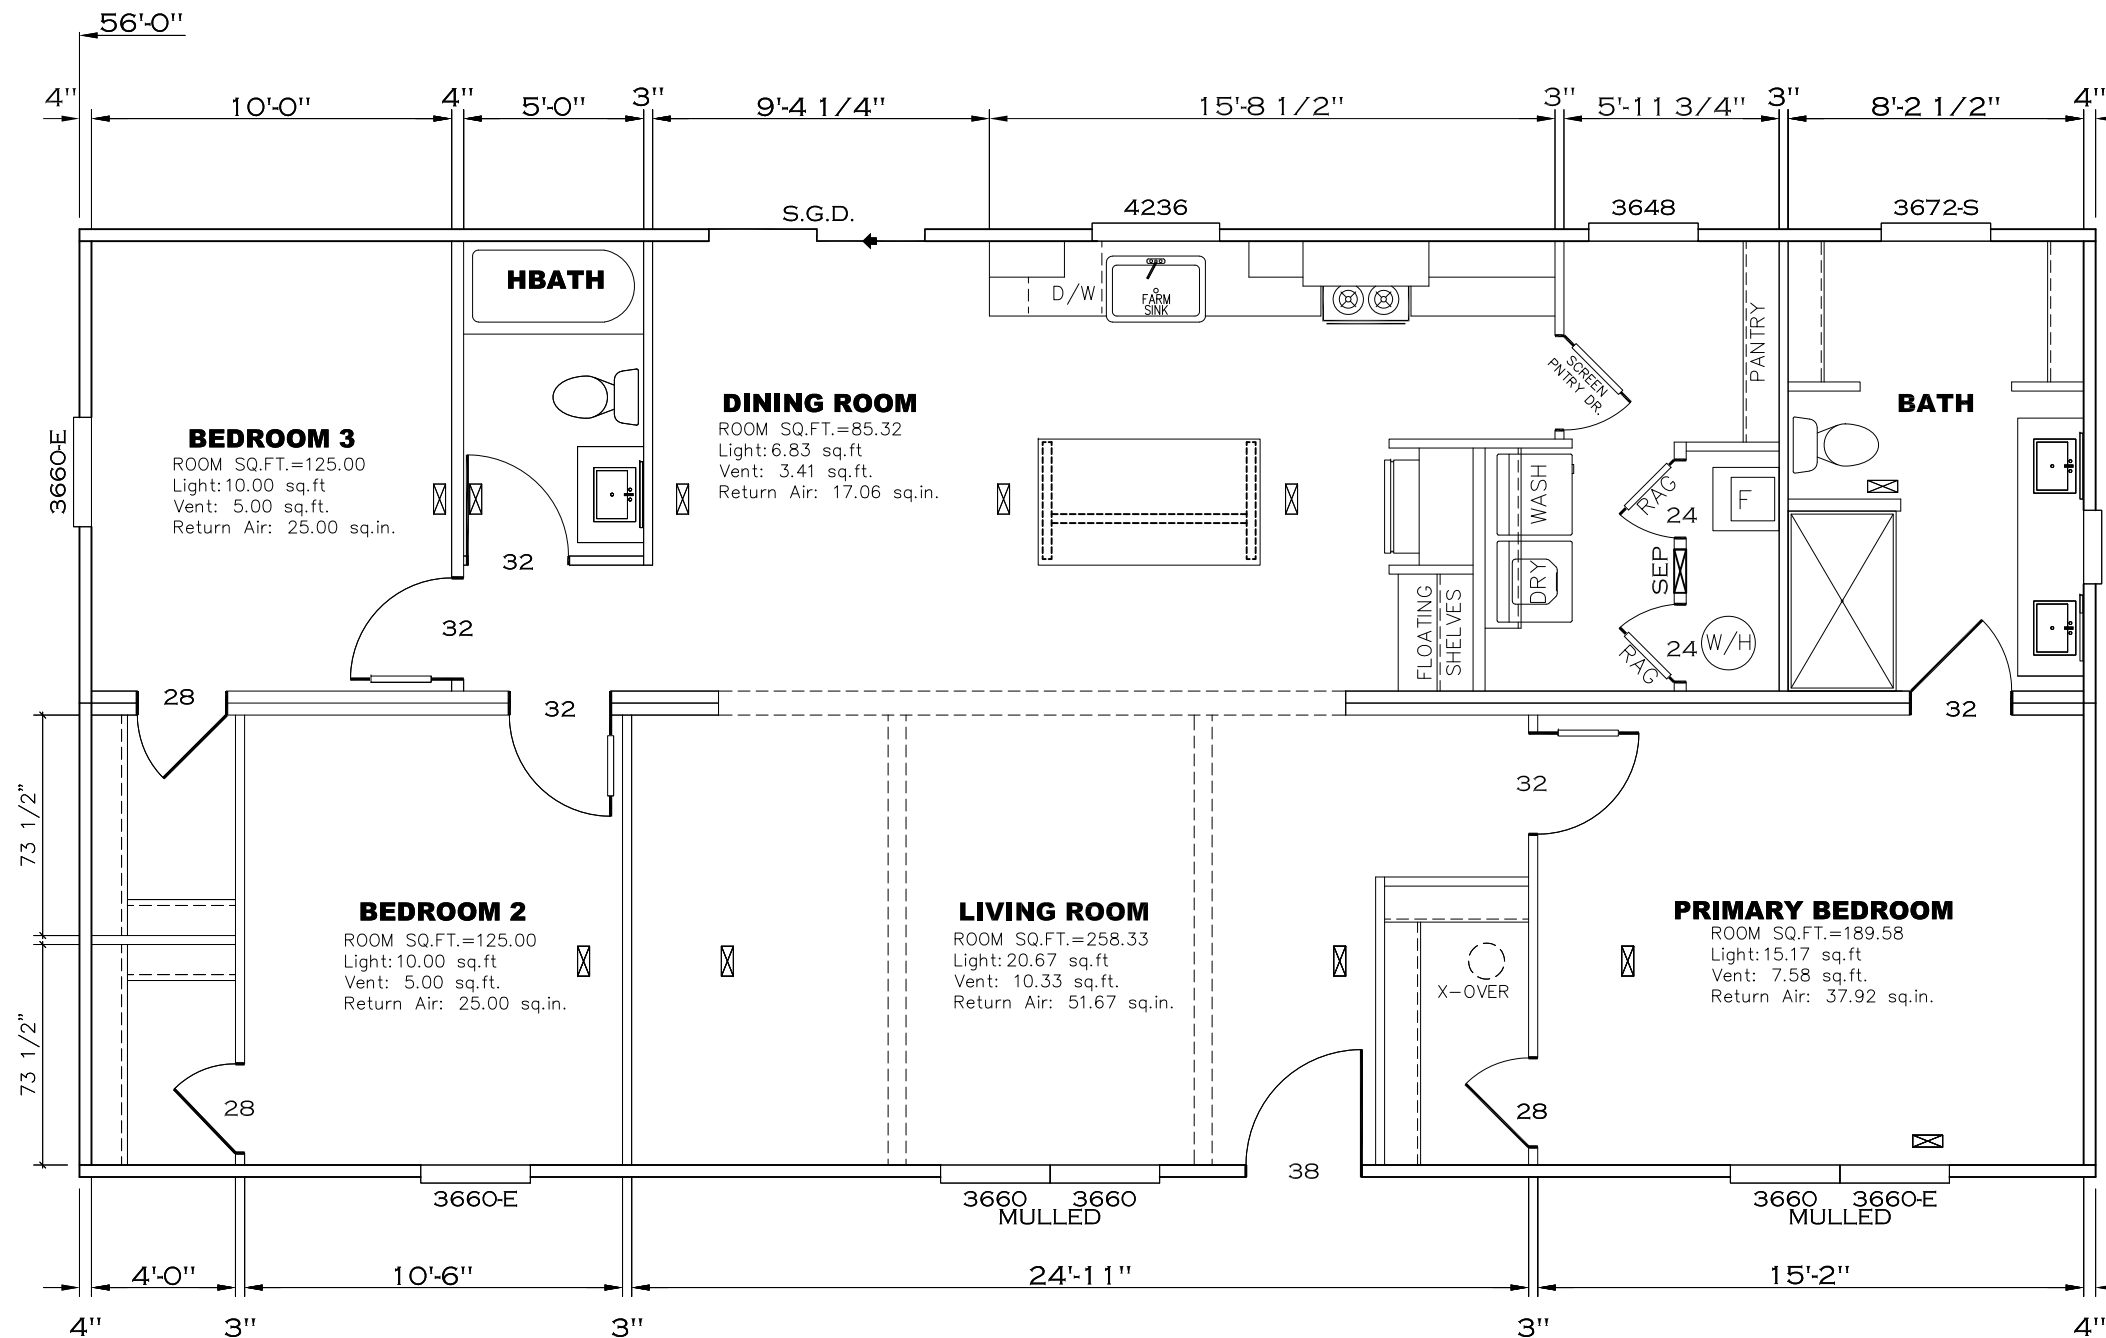 56'-0"
4" 10'-0" 4" 5'-0" 3" 9'-4 1/4" 15'-8 1/2" 3" 5'-11 3/4" 3" 8'-2 1/2" 4"
S.G.D. 4236 3648 3672-S
HBATH
D/W
FARM
SINK
SCREEN
PNTRY DR.
PANTRY
3660-E
BEDROOM 3
ROOM SQ.FT.=125.00
Light:10.00 sq.ft
Vent: 5.00 sq.ft.
Return Air: 25.00 sq.in.
DINING ROOM
ROOM SQ.FT.=85.32
Light:6.83 sq.ft
Vent: 3.41 sq.ft.
Return Air: 17.06 sq.in.
BATH
WASH
DRY
RAG
24
F
SEP
24
RAG
W/H
FLOATING
SHELVES
32
32
28
32
32
32
73 1/2"
73 1/2"
BEDROOM 2
ROOM SQ.FT.=125.00
Light:10.00 sq.ft
Vent: 5.00 sq.ft.
Return Air: 25.00 sq.in.
LIVING ROOM
ROOM SQ.FT.=258.33
Light:20.67 sq.ft
Vent: 10.33 sq.ft.
Return Air: 51.67 sq.in.
X-OVER
PRIMARY BEDROOM
ROOM SQ.FT.=189.58
Light:15.17 sq.ft
Vent: 7.58 sq.ft.
Return Air: 37.92 sq.in.
28
28
38
3660-E
3660 3660
MULLED
3660 3660-E
MULLED
4'-0" 10'-6" 24'-11" 15'-2"
4" 3" 3" 3" 4"